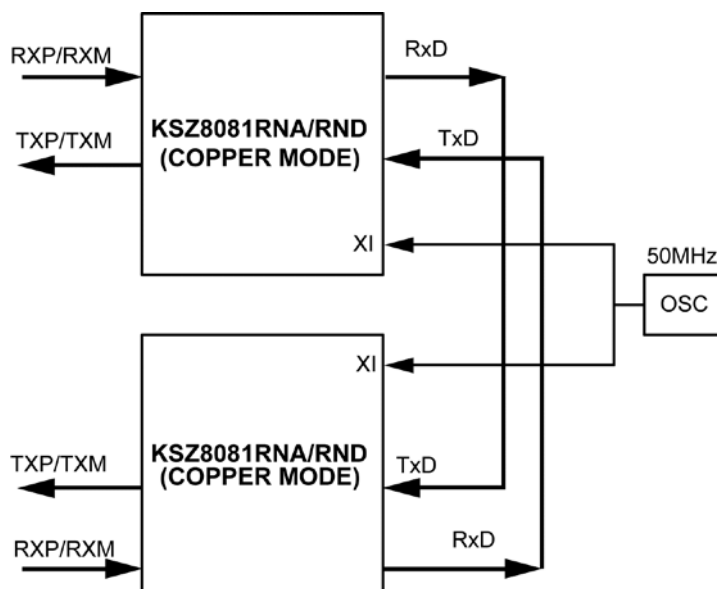 RXP/RXM
RxD
KSZ8081RNA/RND
(COPPER MODE)
TXP/TXM
TxD
XI
50MHz
OSC
XI
KSZ8081RNA/RND
(COPPER MODE)
TXP/TXM
TxD
RXP/RXM
RxD